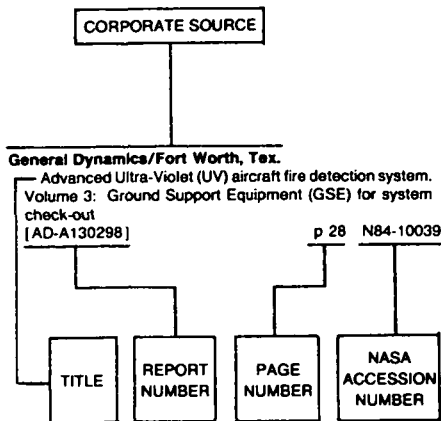 CORPORATE SOURCE
General Dynamics/Fort Worth, Tex.
Advanced Ultra-Violet (UV) aircraft fire detection system.
Volume 3: Ground Support Equipment (GSE) for system
check-out
[AD-A130298] p 28 N84-10039
TITLE
REPORT
NUMBER
PAGE
NUMBER
NASA
ACCESSION
NUMBER